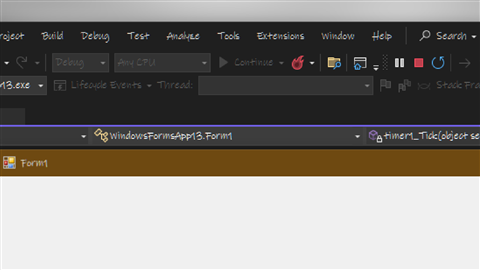 roject Build Debug Test Analyze Tools Extensions Window Help Search
Debug Any CPU Continue
13.exe Lifecycle Events Thread: Stack Fram
WindowsFormsApp13.Form1 timer1_Tick(object se
Form1